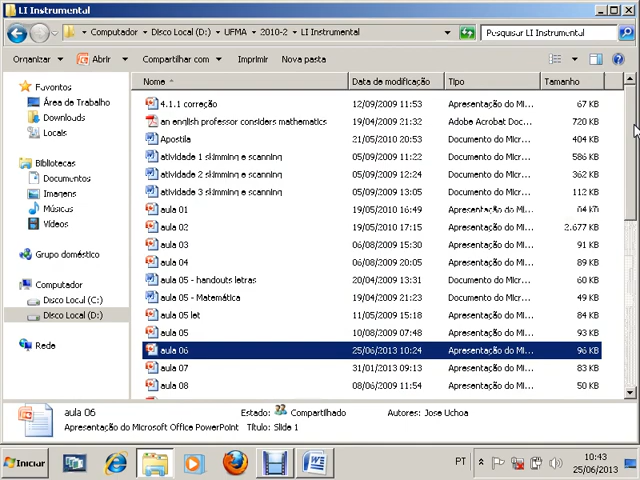 LI Instrumental
Computador ▸ Disco Local (D:) ▸ UFMA ▸ 2010-2 ▸ LI Instrumental
Pesquisar LI Instrumental
Organizar Abrir Compartilhar com Imprimir Nova pasta
Nome Data de modificação Tipo Tamanho
Favoritos
Área de Trabalho
Downloads
Locais
Bibliotecas
Documentos
Imagens
Músicas
Vídeos
Grupo doméstico
Computador
Disco Local (C:)
Disco Local (D:)
Rede
4.1.1 correção 12/09/2009 11:53 Apresentação do Mi... 67 KB
an english professor considers mathematics 19/04/2009 21:32 Adobe Acrobat Doc... 720 KB
Apostila 21/05/2010 20:53 Documento do Micr... 404 KB
atividade 1 skimming e scanning 05/09/2009 11:22 Documento do Micr... 586 KB
atividade 2 skimming e scanning 05/09/2009 12:24 Documento do Micr... 362 KB
atividade 3 skimming e scanning 05/09/2009 13:05 Documento do Micr... 112 KB
aula 01 19/05/2010 16:49 Apresentação do Mi... KB
aula 02 19/05/2010 17:15 Apresentação do Mi... 2.677 KB
aula 03 06/08/2009 15:30 Apresentação do Mi... 91 KB
aula 04 06/08/2009 20:05 Apresentação do Mi... 89 KB
aula 05 - handouts letras 20/04/2009 13:31 Documento do Micr... 60 KB
aula 05 - Matemática 19/04/2009 21:23 Documento do Micr... 49 KB
aula 05 let 11/05/2009 15:18 Apresentação do Mi... 84 KB
aula 05 10/08/2009 07:48 Apresentação do Mi... 93 KB
aula 06 25/06/2013 10:24 Apresentação do Mi... 96 KB
aula 07 31/01/2013 09:13 Apresentação do Mi... 83 KB
aula 08 08/06/2009 11:54 Apresentação do Mi... 50 KB
aula 06 Estado: Compartilhado Autores: Jose Uchoa
Apresentação do Microsoft Office PowerPoint Título: Slide 1
Iniciar
PT
10:43
25/06/2013